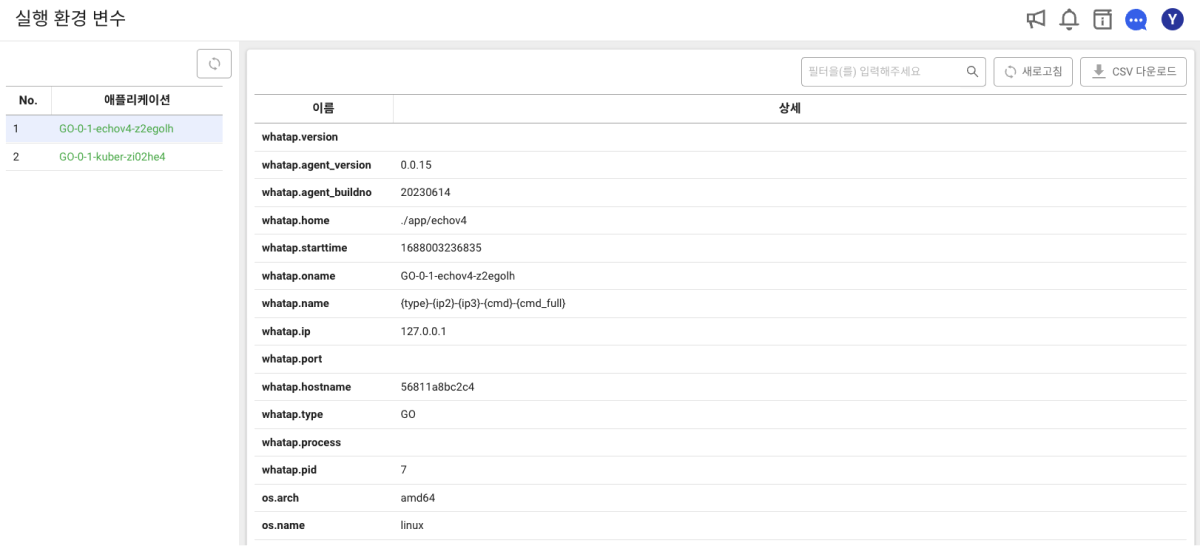 실행 환경 변수
Y
No. 애플리케이션
1 GO-0-1-echov4-z2egolh
2 GO-0-1-kuber-zi02he4
필터을(를) 입력해주세요 새로고침 CSV 다운로드
이름 상세
whatap.version
whatap.agent_version 0.0.15
whatap.agent_buildno 20230614
whatap.home ./app/echov4
whatap.starttime 1688003236835
whatap.oname GO-0-1-echov4-z2egolh
whatap.name {type}-{ip2}-{ip3}-{cmd}-{cmd_full}
whatap.ip 127.0.0.1
whatap.port
whatap.hostname 56811a8bc2c4
whatap.type GO
whatap.process
whatap.pid 7
os.arch amd64
os.name linux